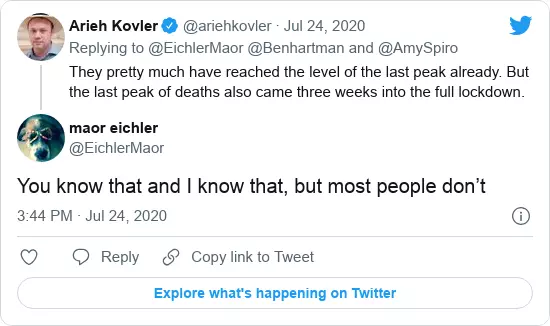 Arieh Kovler @ariehkovler · Jul 24, 2020
Replying to @EichlerMaor @Benhartman and @AmySpiro
They pretty much have reached the level of the last peak already. But
the last peak of deaths also came three weeks into the full lockdown.
maor eichler
@EichlerMaor
You know that and I know that, but most people don’t
3:44 PM · Jul 24, 2020
Reply Copy link to Tweet
Explore what's happening on Twitter